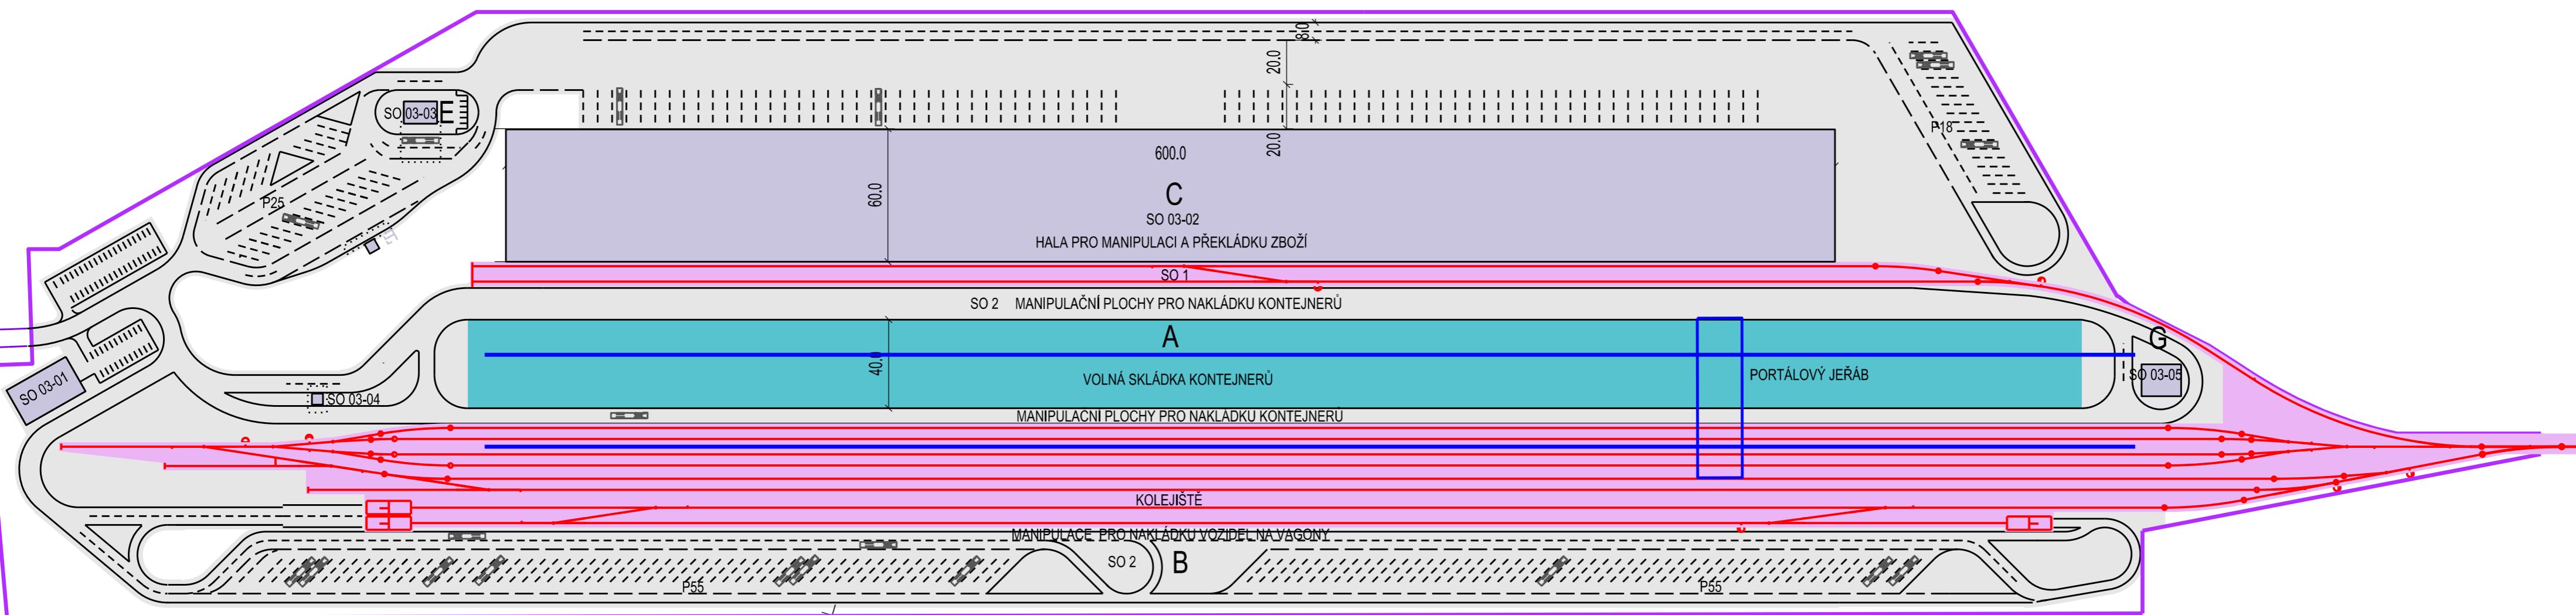 8.0
20.0
SO 03-03
E
P18
20.0
600.0
60.0
C
P25
SO 03-02
HALA PRO MANIPULACI A PŘEKLÁDKU ZBOŽÍ
SO 1
SO 2 MANIPULAČNÍ PLOCHY PRO NAKLÁDKU KONTEJNERŮ
A
G
40.0
VOLNÁ SKLÁDKA KONTEJNERŮ
PORTÁLOVÝ JEŘÁB
SO 03-05
SO 03-01
SO 03-04
MANIPULAČNÍ PLOCHY PRO NAKLÁDKU KONTEJNERŮ
KOLEJIŠTĚ
MANIPULACE PRO NAKLÁDKU VOZIDEL NA VAGONY
SO 2
B
P55
P55